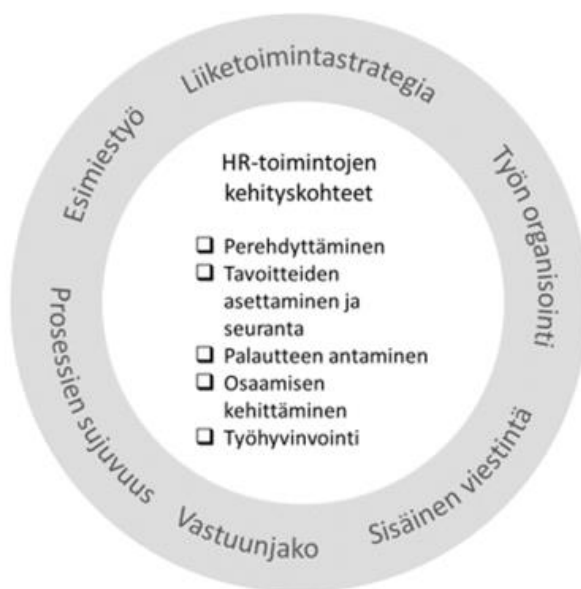 Liiketoimintastrategia
Työn organisointi
Sisäinen viestintä
Vastuunjako
Prosessien sujuvuus
Esimiestyö
HR-toimintojen
kehityskohteet
Perehdyttäminen
Tavoitteiden
asettaminen ja
seuranta
Palautteen antaminen
Osaamisen
kehittäminen
Työhyvinvointi